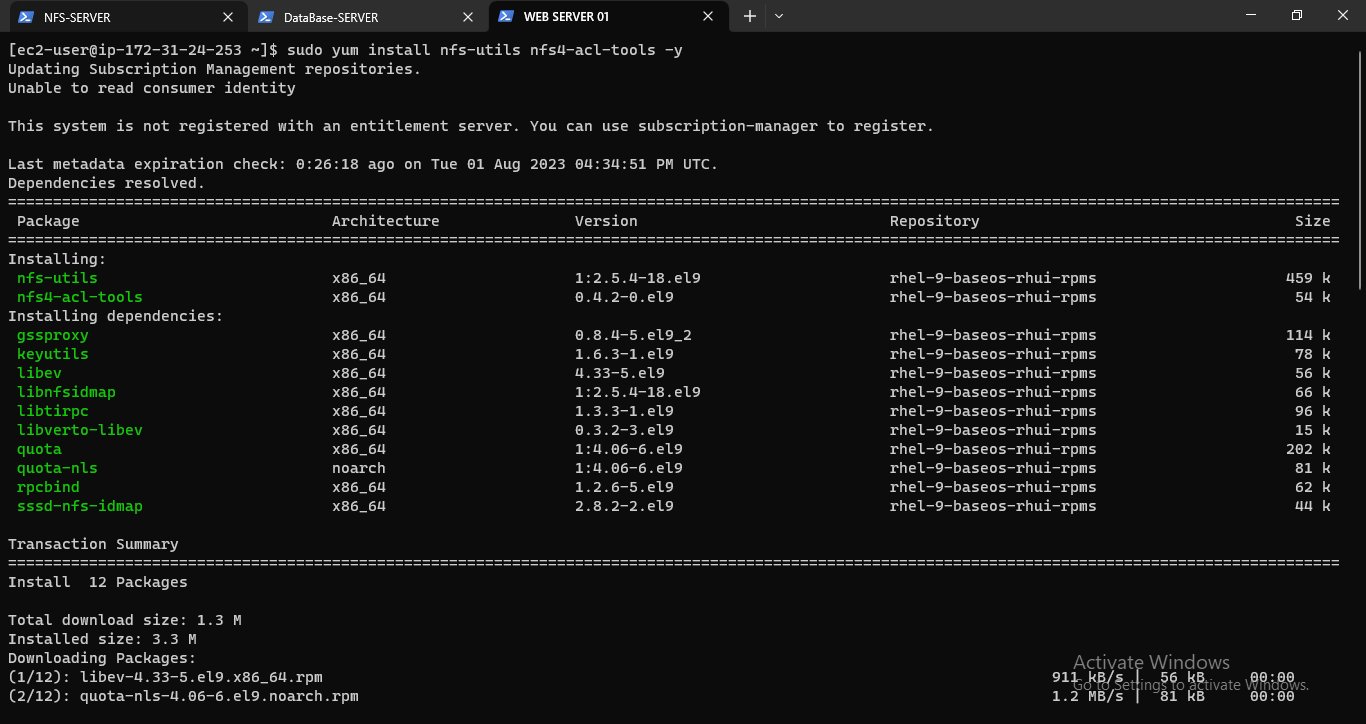 NFS-SERVER
DataBase-SERVER
WEB SERVER 01
[ec2-user@ip-172-31-24-253 ~]$ sudo yum install nfs-utils nfs4-acl-tools -y
Updating Subscription Management repositories.
Unable to read consumer identity
This system is not registered with an entitlement server. You can use subscription-manager to register.
Last metadata expiration check: 0:26:18 ago on Tue 01 Aug 2023 04:34:51 PM UTC.
Dependencies resolved.
================================================================================
Package Architecture Version Repository Size
================================================================================
Installing:
nfs-utils x86_64 1:2.5.4-18.el9 rhel-9-baseos-rhui-rpms 459 k
nfs4-acl-tools x86_64 0.4.2-0.el9 rhel-9-baseos-rhui-rpms 54 k
Installing dependencies:
gssproxy x86_64 0.8.4-5.el9_2 rhel-9-baseos-rhui-rpms 114 k
keyutils x86_64 1.6.3-1.el9 rhel-9-baseos-rhui-rpms 78 k
libev x86_64 4.33-5.el9 rhel-9-baseos-rhui-rpms 56 k
libnfsidmap x86_64 1:2.5.4-18.el9 rhel-9-baseos-rhui-rpms 66 k
libtirpc x86_64 1.3.3-1.el9 rhel-9-baseos-rhui-rpms 96 k
libverto-libev x86_64 0.3.2-3.el9 rhel-9-baseos-rhui-rpms 15 k
quota x86_64 1:4.06-6.el9 rhel-9-baseos-rhui-rpms 202 k
quota-nls noarch 1:4.06-6.el9 rhel-9-baseos-rhui-rpms 81 k
rpcbind x86_64 1.2.6-5.el9 rhel-9-baseos-rhui-rpms 62 k
sssd-nfs-idmap x86_64 2.8.2-2.el9 rhel-9-baseos-rhui-rpms 44 k
Transaction Summary
================================================================================
Install 12 Packages
Total download size: 1.3 M
Installed size: 3.3 M
Downloading Packages:
(1/12): libev-4.33-5.el9.x86_64.rpm 911 kB/s | 56 kB 00:00
(2/12): quota-nls-4.06-6.el9.noarch.rpm 1.2 MB/s | 81 kB 00:00
Activate Windows
Go to Settings to activate Windows.